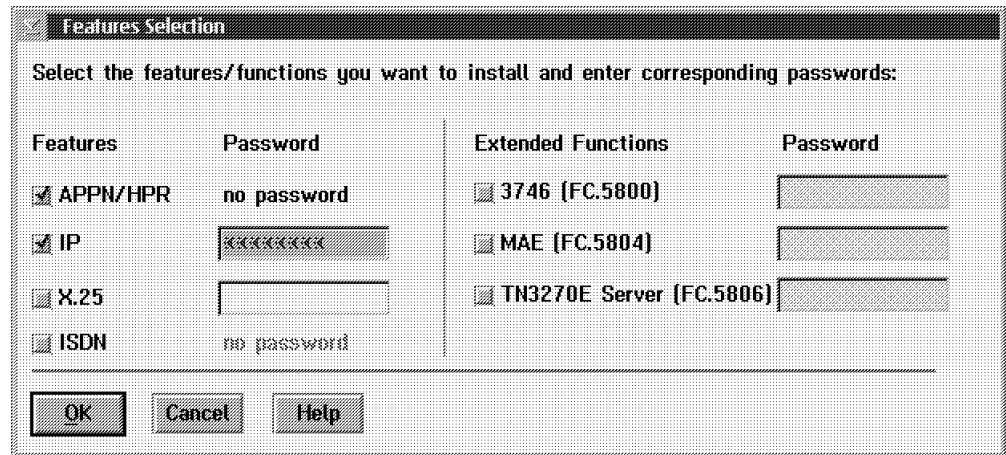 Features Selection
Select the features/functions you want to install and enter corresponding passwords:
Features Password Extended Functions Password
APPN/HPR no password 3746 (FC.5800)
IP ******** MAE (FC.5804)
X.25 TN3270E Server (FC.5806)
ISDN no password
OK Cancel Help